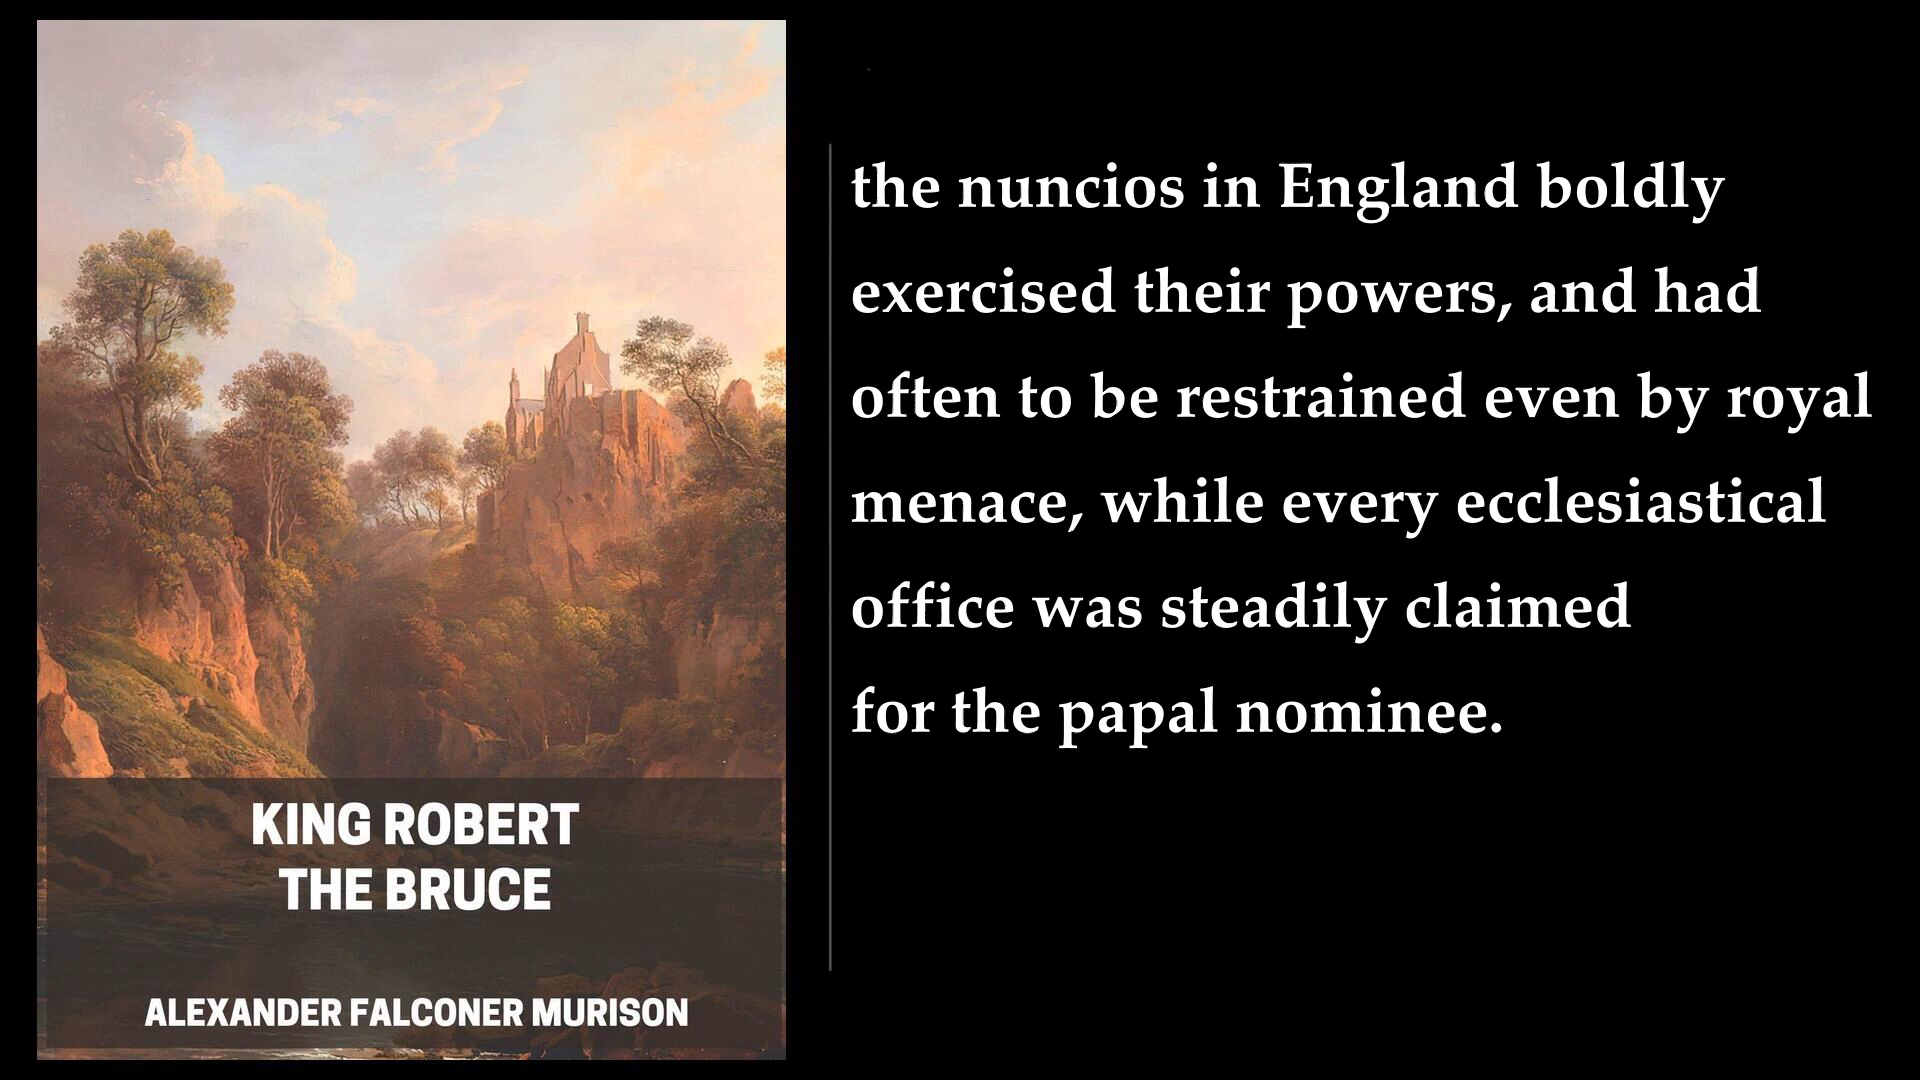 KING ROBERT
THE BRUCE
ALEXANDER FALCONER MURISON
the nuncios in England boldly
exercised their powers, and had
often to be restrained even by royal
menace, while every ecclesiastical
office was steadily claimed
for the papal nominee.